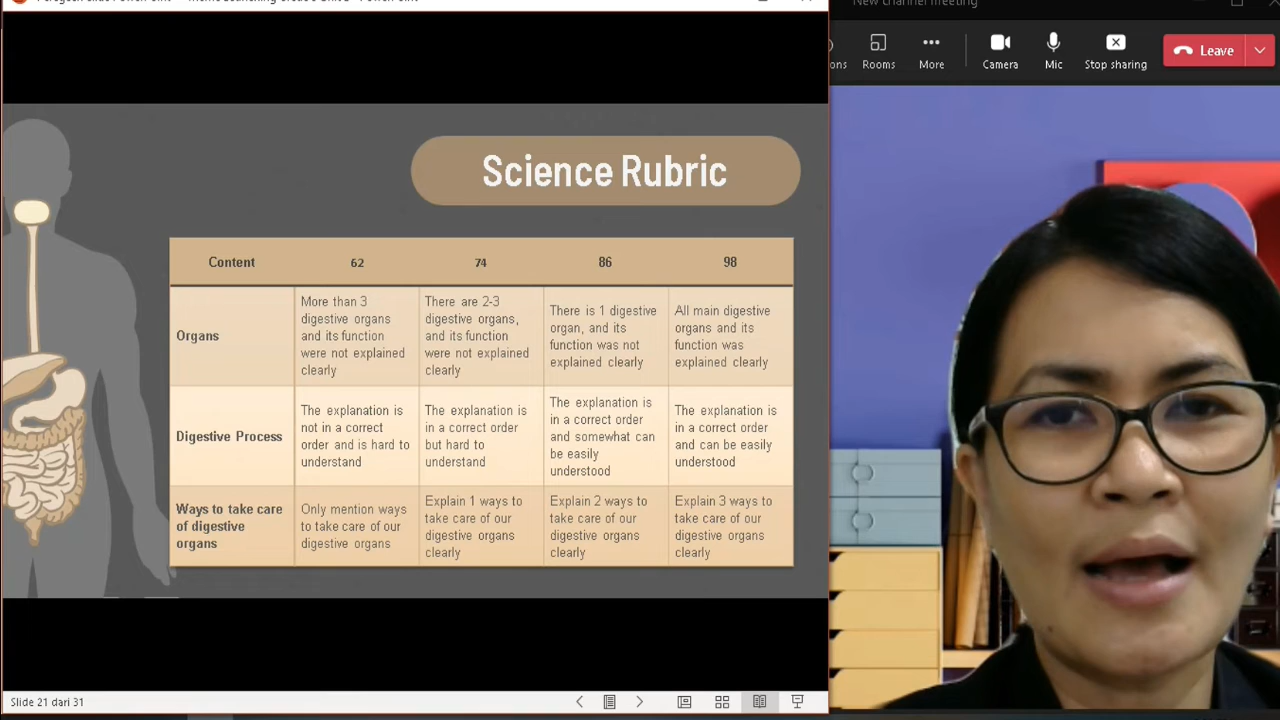 New channel meeting
ons
Rooms
More
Camera
Mic
Stop sharing
Leave
Science Rubric
Content
62
74
86
98
Organs
More than 3
digestive organs
and its function
were not explained
clearly
There are 2-3
digestive organs,
and its function
were not explained
clearly
There is 1 digestive
organ, and its
function was not
explained clearly
All main digestive
organs and its
function was
explained clearly
Digestive Process
The explanation is
not in a correct
order and is hard to
understand
The explanation is
in a correct order
but hard to
understand
The explanation is
in a correct order
and somewhat can
be easily
understood
The explanation is
in a correct order
and can be easily
understood
Ways to take care
of digestive
organs
Only mention ways
to take care of our
digestive organs
Explain 1 ways to
take care of our
digestive organs
clearly
Explain 2 ways to
take care of our
digestive organs
clearly
Explain 3 ways to
take care of our
digestive organs
clearly
Slide 21 dari 31